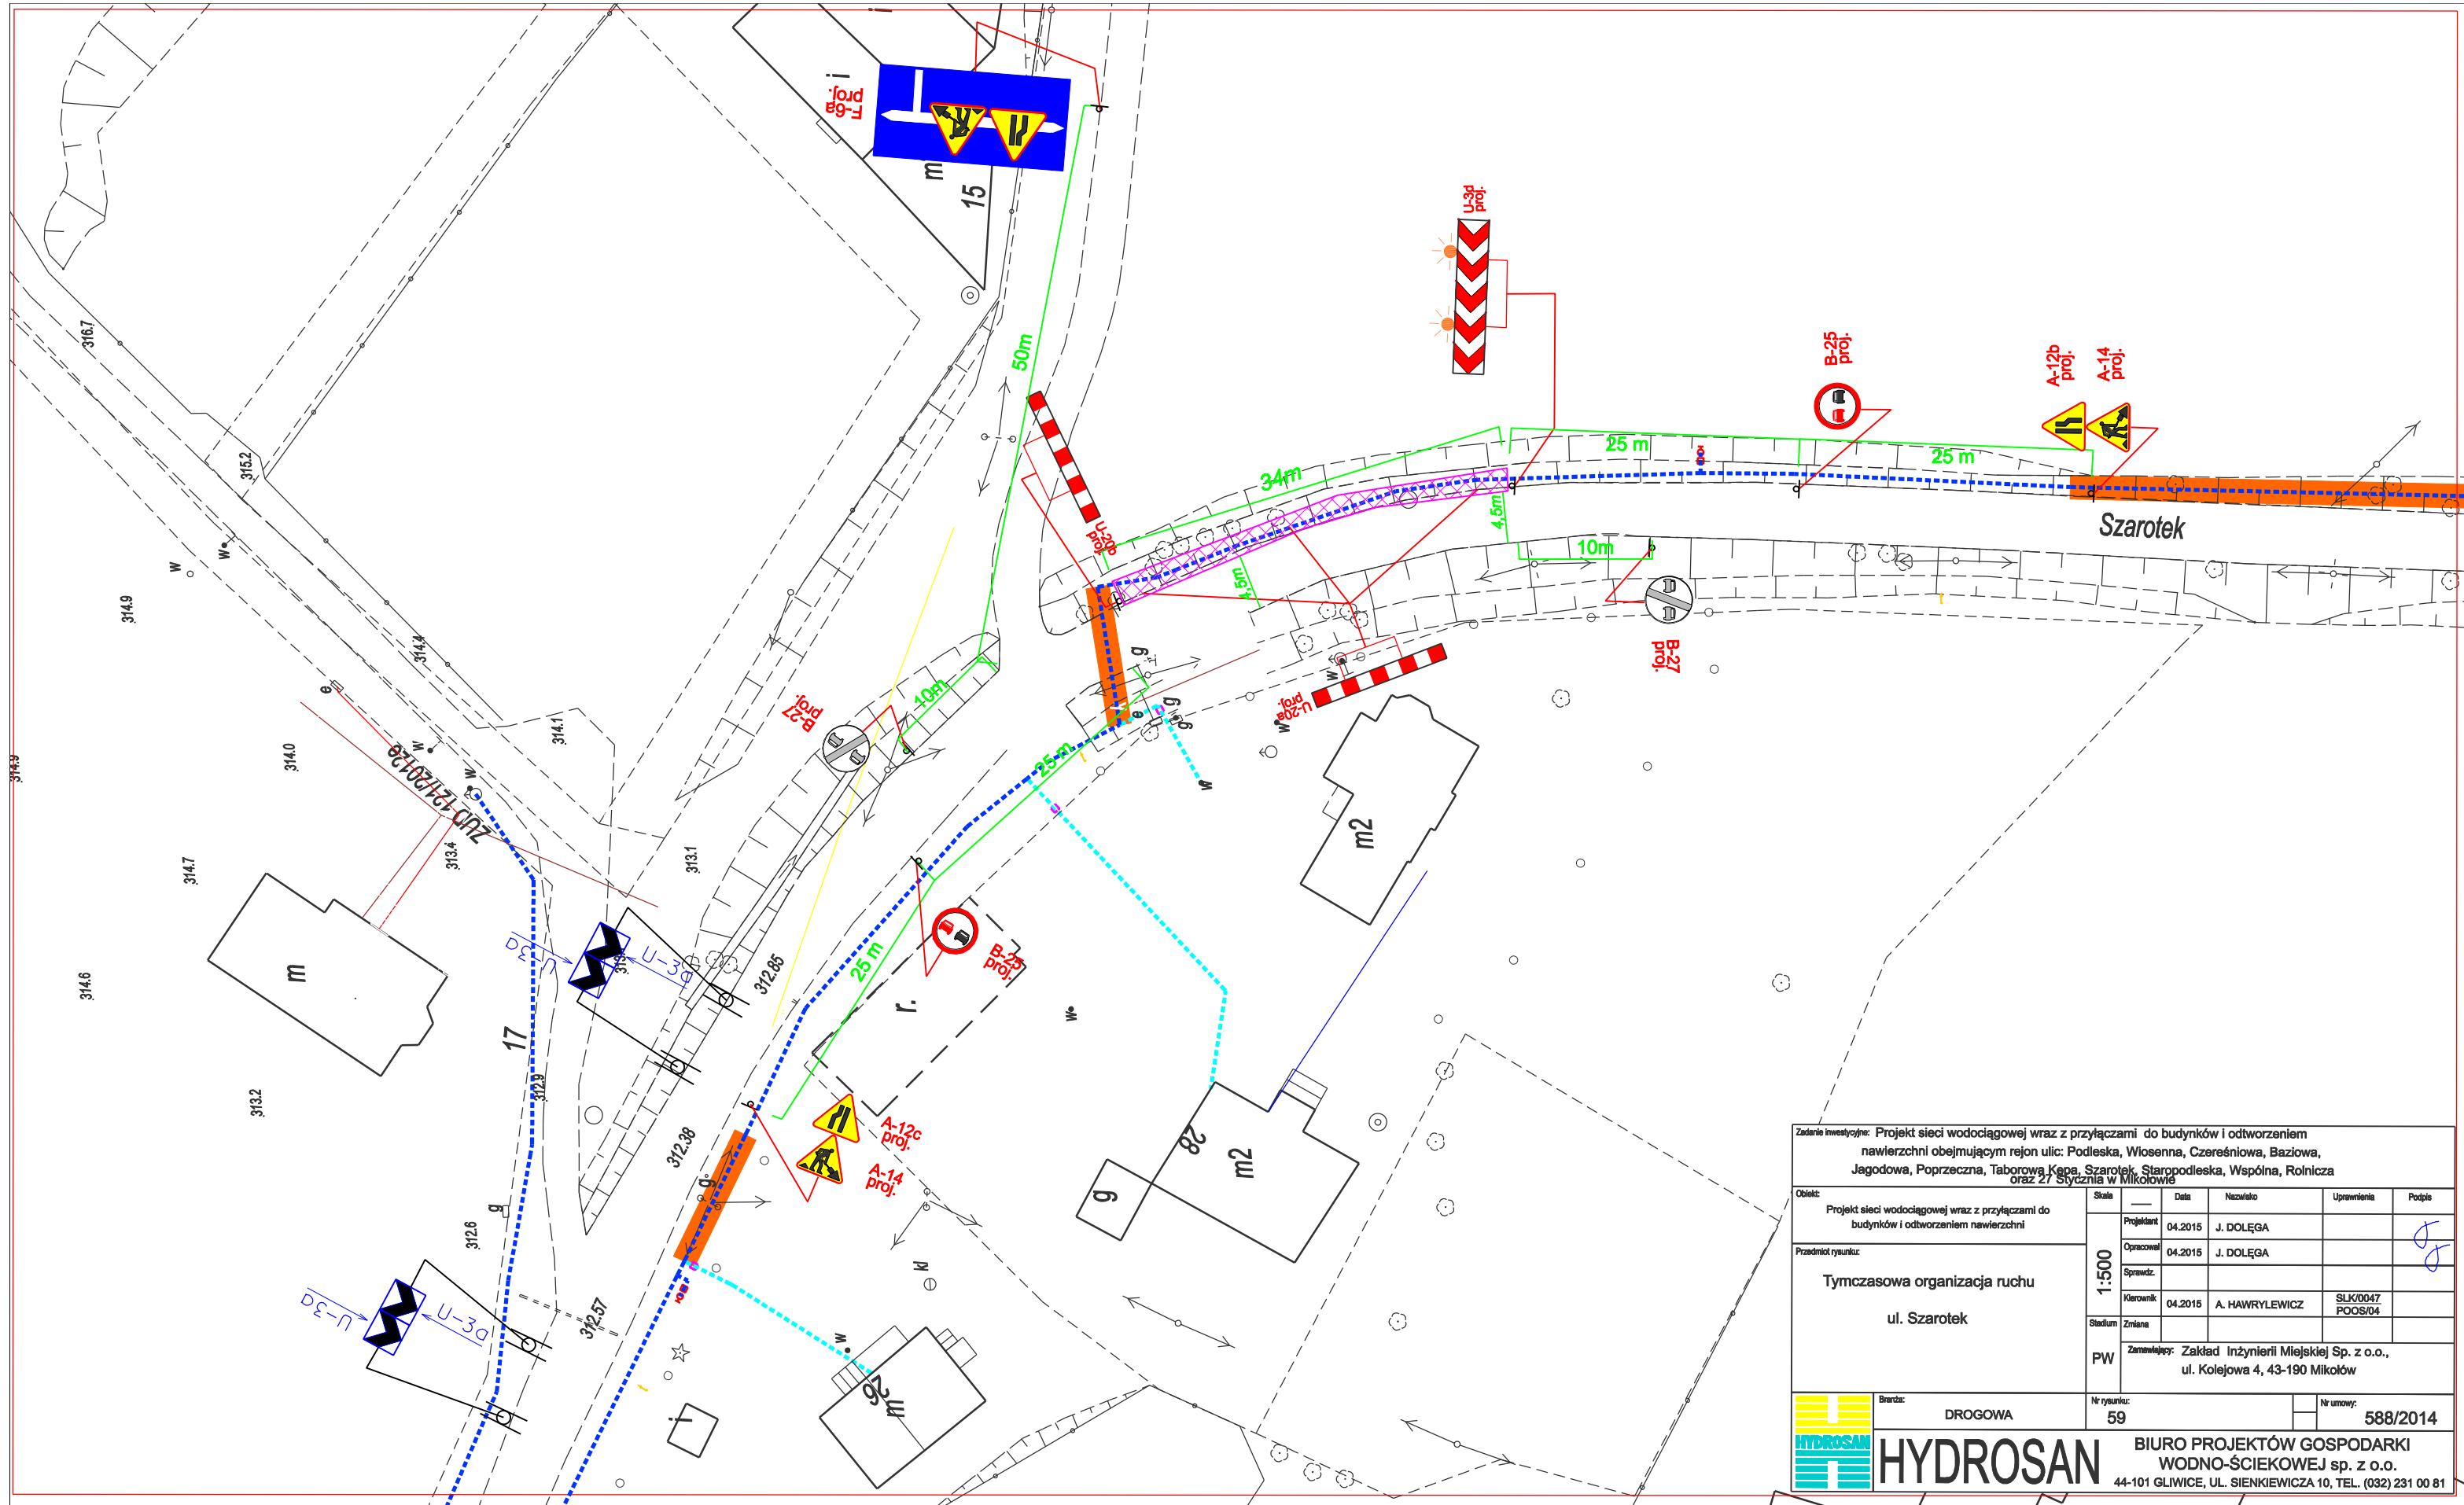 i
i
F-6a
proj.
m
15
316.7
315.2
314.9
314.4
314.1
314.0
314.9
314.7
314.6
313.4
313.1
313.2
312.9
312.85
312.6
312.38
312.57
w
w
w
w
e
ZUD 121/20120
m
17
g
50m
U-20b
proj.
34m
U-3d
proj.
25 m
25 m
B-25
proj.
A-12b
proj.
A-14
proj.
Szarotek
4,5m
4,5m
10m
B-27
proj.
U-20a
proj.
w
w
w
w
g
g
g
e
10m
B-27
proj.
25 m
25 m
B-25
proj.
r.
m2
28
m2
g
A-12c
proj.
A-14
proj.
g
kl
w
26
m
i
U-3a
U-3d
U-3a
U-3d
Zadanie inwestycyjne: Projekt sieci wodociągowej wraz z przyłączami do budynków i odtworzeniem
nawierzchni obejmującym rejon ulic: Podleska, Wiosenna, Czereśniowa, Baziowa,
Jagodowa, Poprzeczna, Taborowa Kępa, Szarotek, Staropodleska, Wspólna, Rolnicza
oraz 27 Stycznia w Mikołowie
Obiekt:
Projekt sieci wodociągowej wraz z przyłączami do
budynków i odtworzeniem nawierzchni
Skala
Data
Nazwisko
Uprawnienia
Podpis
1:500
Projektant 04.2015 J. DOLĘGA
Opracował 04.2015 J. DOLĘGA
Sprawdz.
Kierownik 04.2015 A. HAWRYLEWICZ SLK/0047
POOS/04
Przedmiot rysunku:
Tymczasowa organizacja ruchu
ul. Szarotek
Stadium
PW
Zmiana
Zamawiający: Zakład Inżynierii Miejskiej Sp. z o.o.,
ul. Kolejowa 4, 43-190 Mikołów
Branża:
DROGOWA
Nr rysunku:
59
Nr umowy:
588/2014
HYDROSAN
HYDROSAN
BIURO PROJEKTÓW GOSPODARKI
WODNO-ŚCIEKOWEJ sp. z o.o.
44-101 GLIWICE, UL. SIENKIEWICZA 10, TEL. (032) 231 00 81